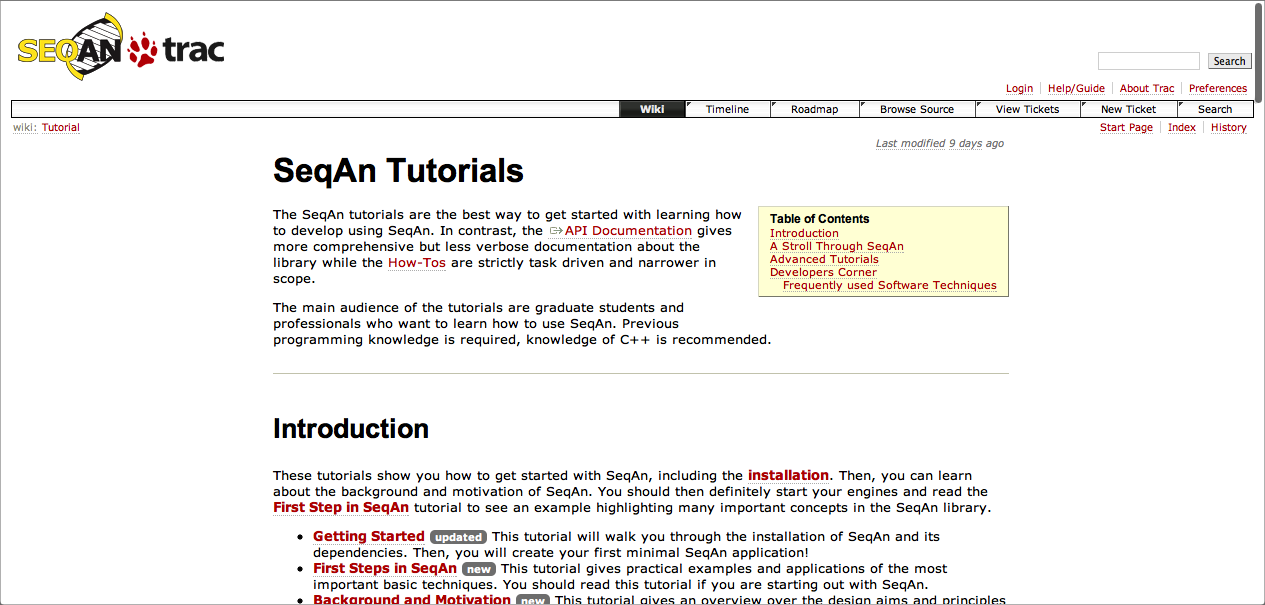 SEQAN trac
Search
Login Help/Guide About Trac Preferences
Wiki Timeline Roadmap Browse Source View Tickets New Ticket Search
wiki: Tutorial
Start Page Index History
Last modified 9 days ago
SeqAn Tutorials
The SeqAn tutorials are the best way to get started with learning how
to develop using SeqAn. In contrast, the API Documentation gives
more comprehensive but less verbose documentation about the
library while the How-Tos are strictly task driven and narrower in
scope.
Table of Contents
Introduction
A Stroll Through SeqAn
Advanced Tutorials
Developers Corner
Frequently used Software Techniques
The main audience of the tutorials are graduate students and
professionals who want to learn how to use SeqAn. Previous
programming knowledge is required, knowledge of C++ is recommended.
Introduction
These tutorials show you how to get started with SeqAn, including the installation. Then, you can learn
about the background and motivation of SeqAn. You should then definitely start your engines and read the
First Step in SeqAn tutorial to see an example highlighting many important concepts in the SeqAn library.
• Getting Started updated This tutorial will walk you through the installation of SeqAn and its
dependencies. Then, you will create your first minimal SeqAn application!
• First Steps in SeqAn new This tutorial gives practical examples and applications of the most
important basic techniques. You should read this tutorial if you are starting out with SeqAn.
• Background and Motivation new This tutorial gives an overview over the design aims and principles